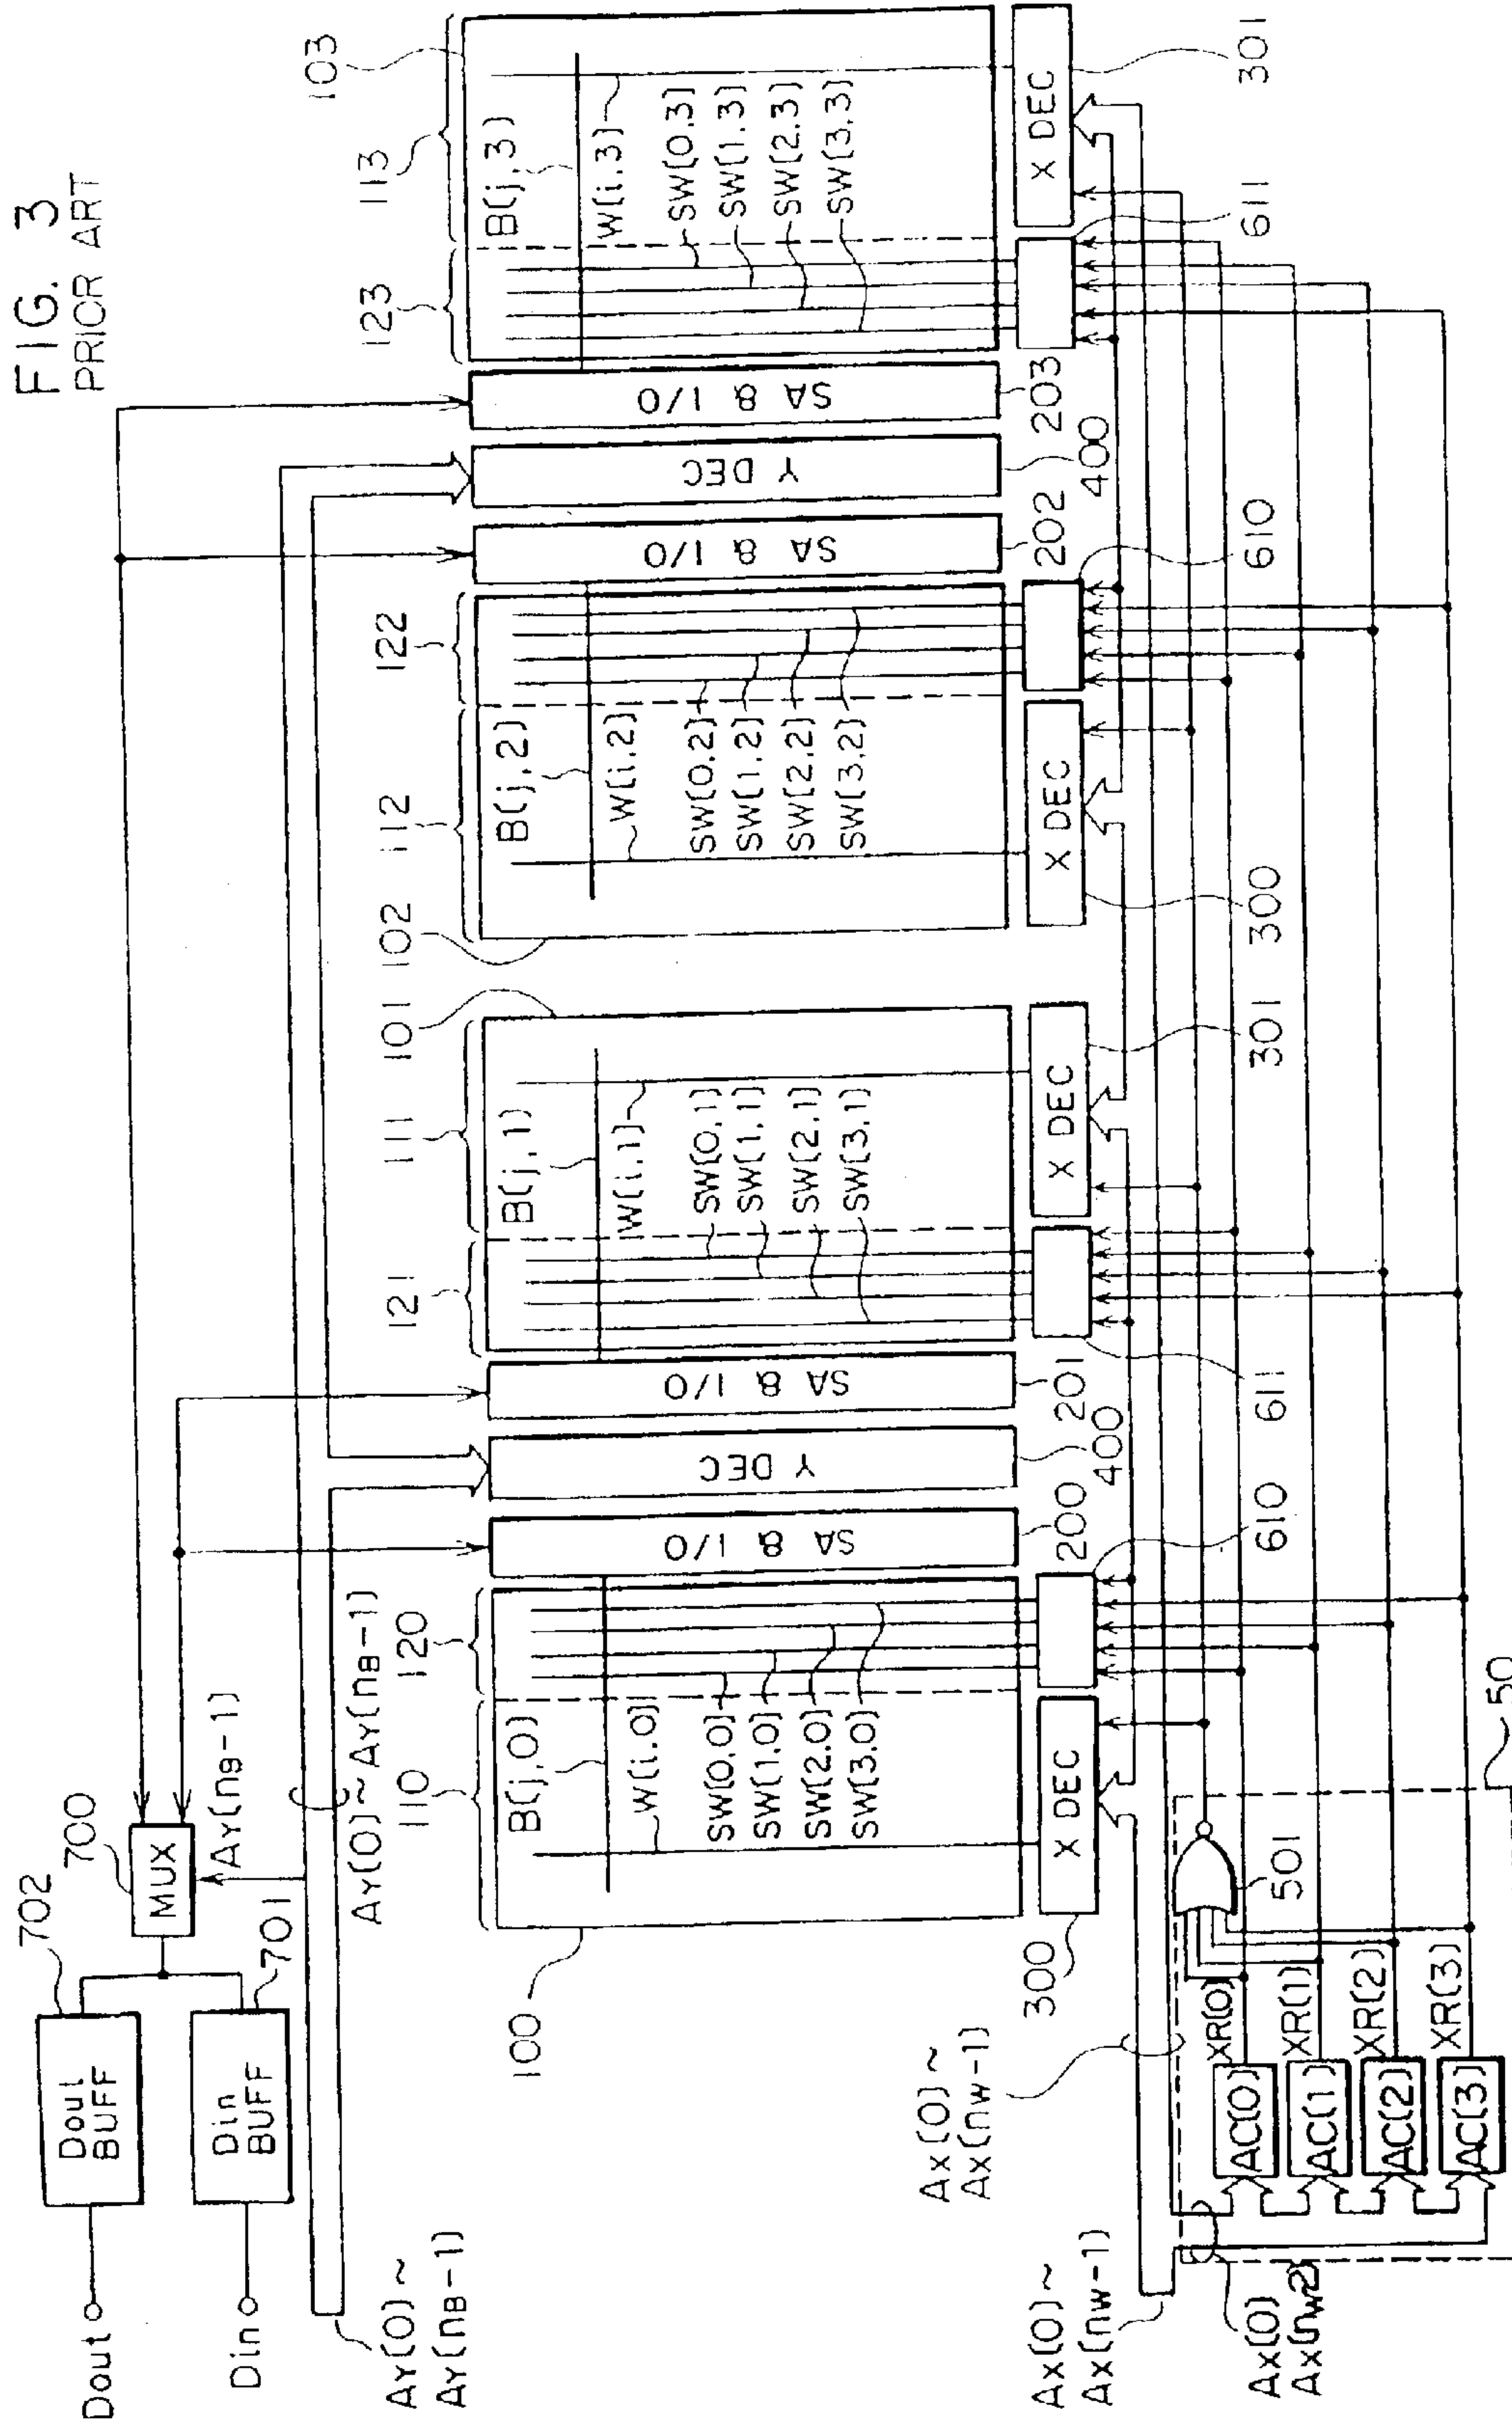 FIG. 3
PRIOR ART
Dout
Dout
BUFF
702
Din
Din
BUFF
701
MUX
700
AY(nB-1)
AY(0)~
AY(nB-1)
AY(0)~AY(nB-1)
110
120
B(j,0)
W(i,0)
SW(0,0)
SW(1,0)
SW(2,0)
SW(3,0)
100
X DEC
300
610
SA & I/O
200
Y DEC
400
SA & I/O
201
121
111
101
B(j,1)
W(i,1)
SW(0,1)
SW(1,1)
SW(2,1)
SW(3,1)
611
X DEC
301
102
112
122
B(j,2)
W(i,2)
SW(0,2)
SW(1,2)
SW(2,2)
SW(3,2)
X DEC
300
610
SA & I/O
202
Y DEC
400
SA & I/O
203
123
113
103
B(j,3)
W(i,3)
SW(0,3)
SW(1,3)
SW(2,3)
SW(3,3)
611
X DEC
301
AX(0)~
AX(nW-1)
AX(0)~
AX(nW-1)
AX(0)
AX(nW2)
AC(0)
XR(0)
AC(1)
XR(1)
AC(2)
XR(2)
AC(3)
XR(3)
501
50